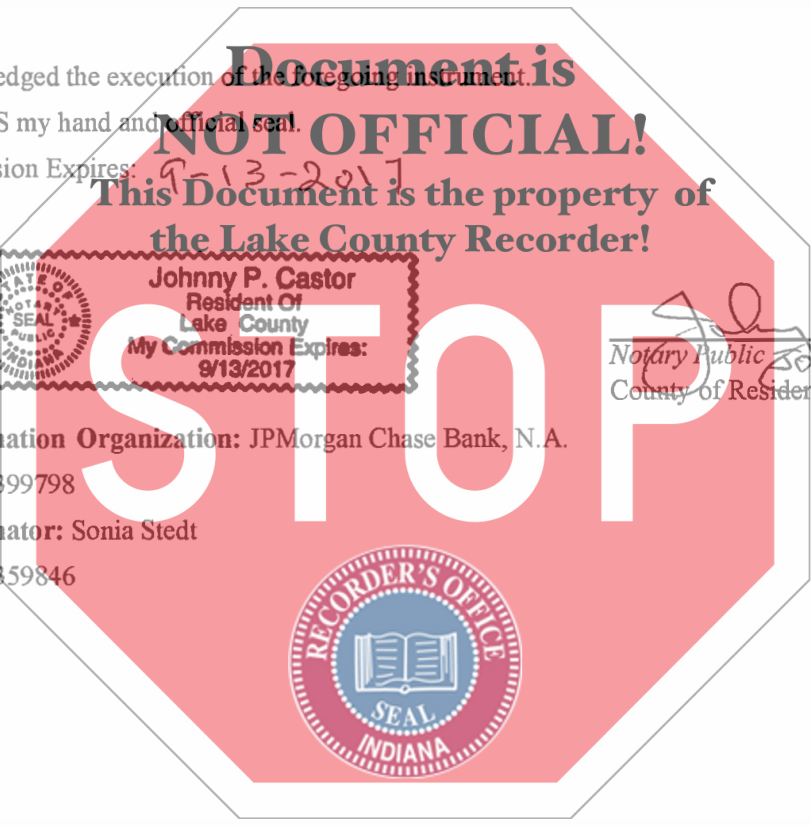 Document is
edged the execution of the foregoing instrument.
NOT OFFICIAL!
S my hand and official seal.
sion Expires: 9-13-2017
This Document is the property of
the Lake County Recorder!
Johnny P. Castor
Resident Of
Lake County
My Commission Expires:
9/13/2017
STATE OF
NOTARY
SEAL
PUBLIC
INDIANA
Notary Public
County of Residen
STOP
nation Organization: JPMorgan Chase Bank, N.A.
399798
nator: Sonia Stedt
359846
RECORDER'S OFFICE
SEAL
INDIANA